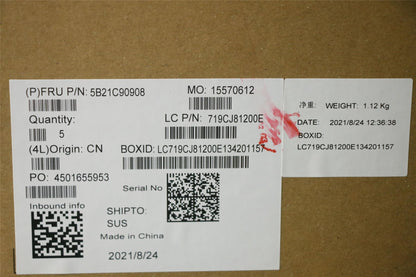 (P)FRU P/N: 5B21C90908
MO: 15570612
Quantity:
5
LC P/N: 719CJ81200E
(4L)Origin: CN
BOXID: LC719CJ81200E134201157
PO: 4501655953
Serial No
Inbound info
SHIPTO:
SUS
Made in China
2021/8/24
净重: WEIGHT: 1.12 Kg
DATE: 2021/8/24 12:36:38
BOXID:
LC719CJ81200E134201157